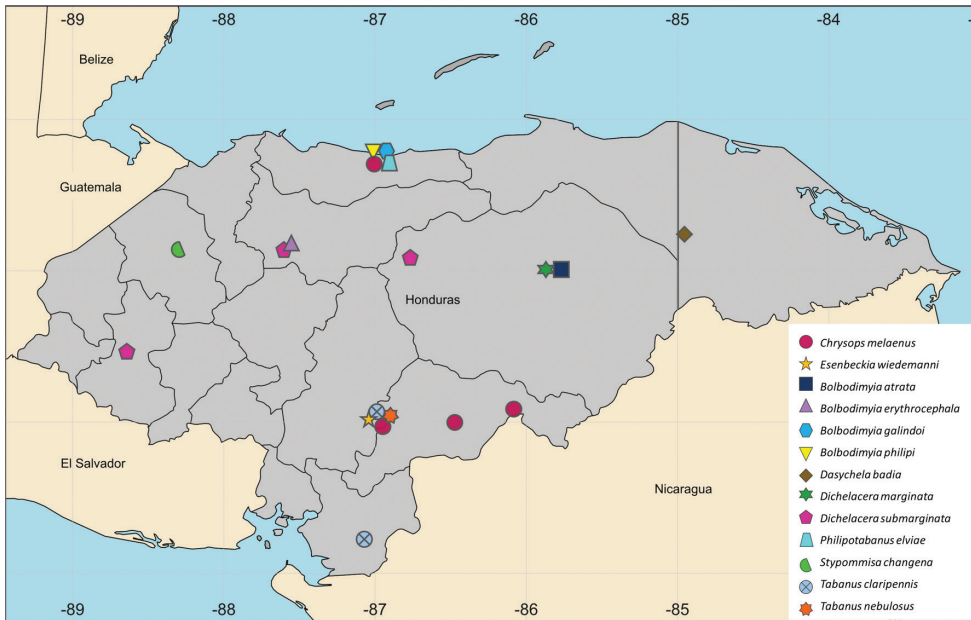 -89 -88 -87 -86 -85 -84 -
Belize
Guatemala
Honduras
El Salvador
Nicaragua
Chrysops melaenus
Esenbeckia wiedemanni
Bolbodimyia atrata
Bolbodimyia erythrocephala
Bolbodimyia galindoi
Bolbodimyia philipi
Dasychela badia
Dichelacera marginata
Dichelacera submarginata
Philipotabanus elviae
Stypommisa changena
Tabanus claripennis
Tabanus nebulosus
-89 -88 -87 -86 -85